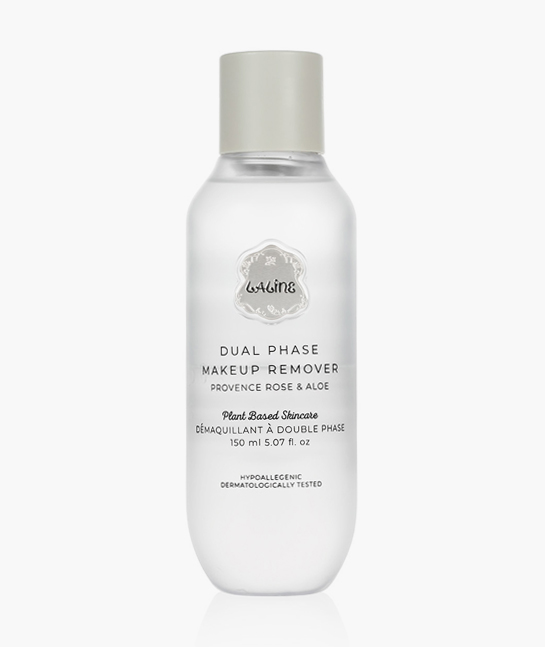 LALINE
DUAL PHASE
MAKEUP REMOVER
PROVENCE ROSE & ALOE
Plant Based Skincare
DÉMAQUILLANT À DOUBLE PHASE
150 ml 5.07 fl. oz
HYPOALLEGENIC
DERMATOLOGICALLY TESTED